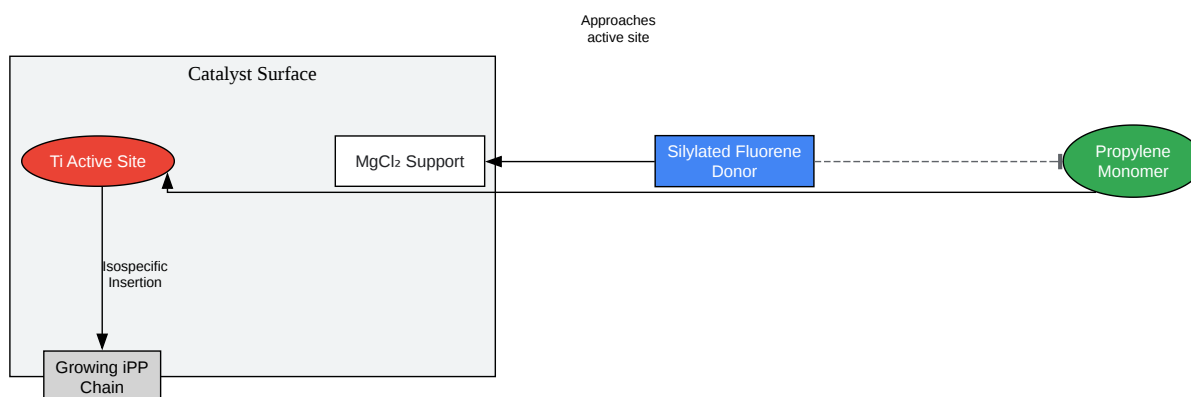 Approaches
active site
Catalyst Surface
Ti Active Site
MgCl₂ Support
Silylated Fluorene
Donor
Propylene
Monomer
Isospecific
Insertion
Growing iPP
Chain